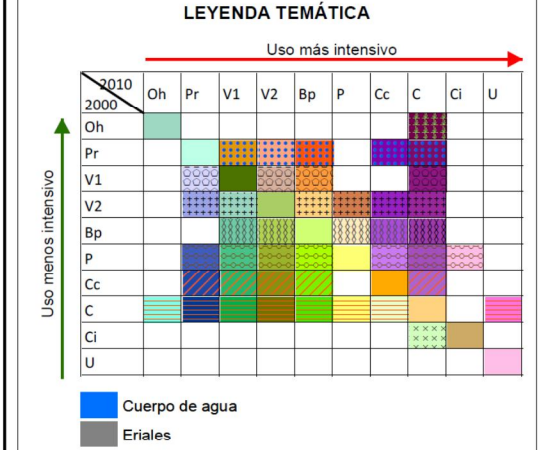 LEYENDA TEMÁTICA
Uso más intensivo
2010 Oh Pr V1 V2 Bp P Cc C Ci U
2000
Oh
Pr
V1
V2
Bp
P
Cc
C
Ci
U
Uso menos intensivo
Cuerpo de agua
Eriales